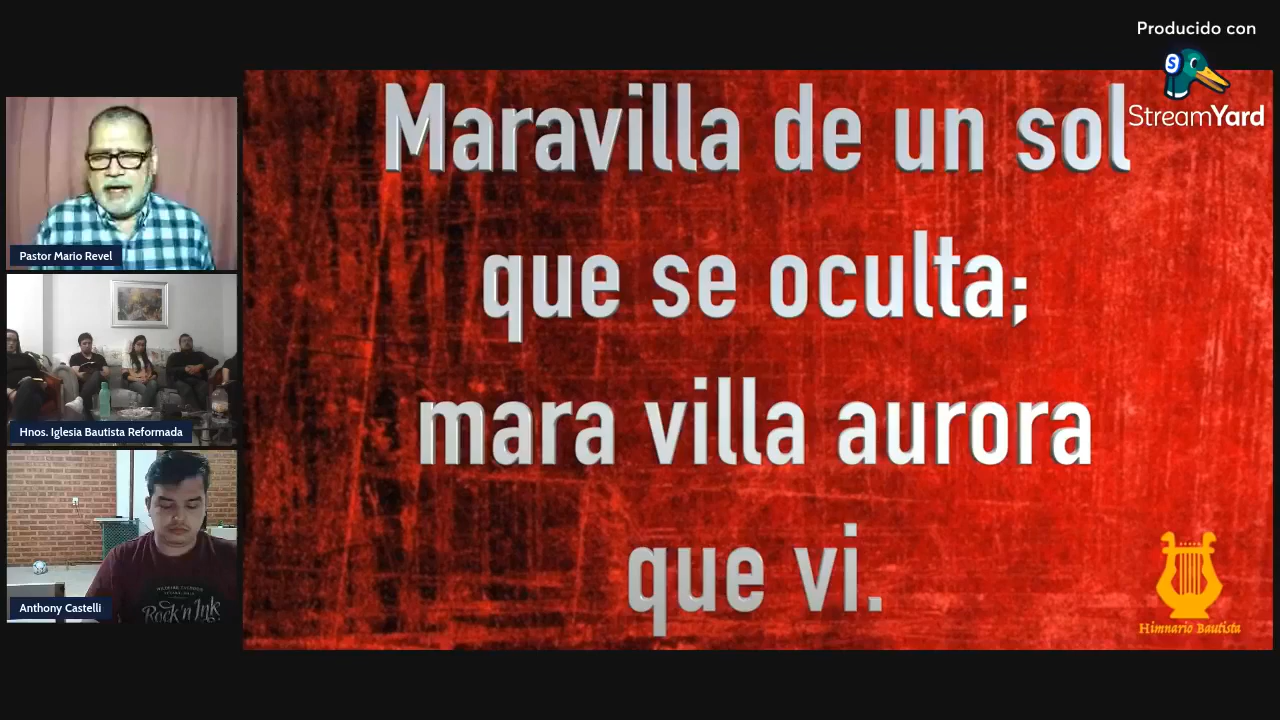 Producido con
StreamYard
Maravilla de un sol
que se oculta;
mara villa aurora
que vi.
Himnario Bautista
Pastor Mario Revel
Hnos. Iglesia Bautista Reformada
Anthony Castelli
Rock'n Ink